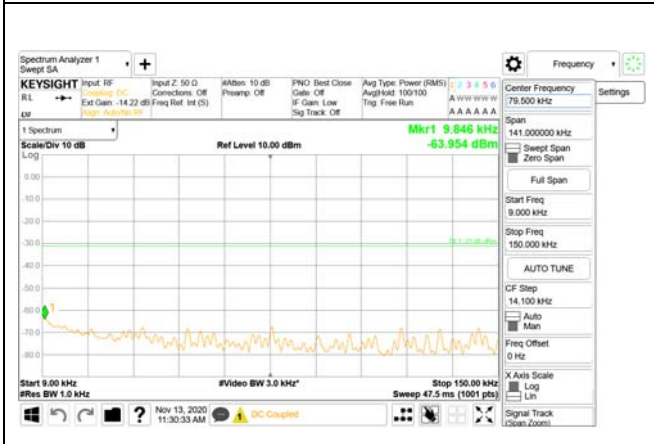 Spectrum Analyzer 1
Swept SA
+
Frequency
KEYSIGHT
RL
Input: RF
Coupling: DC
Ext Gain: -14.22 dB
Align: Auto/No RF
Input Z: 50 Ω
Corrections: Off
Freq Ref: Int (S)
#Atten: 10 dB
Preamp: Off
PNO: Best Close
Gate: Off
IF Gain: Low
Sig Track: Off
Avg Type: Power (RMS)
Avg|Hold: 100/100
Trig: Free Run
1 2 3 4 5 6
A W W W W W
A A A A A A
1 Spectrum
Scale/Div 10 dB
Ref Level 10.00 dBm
Mkr1 9.846 kHz
-63.954 dBm
Log
0.00
-10.0
-20.0
-30.0
-40.0
-50.0
-60.0
-70.0
-80.0
1
Start 9.00 kHz
#Res BW 1.0 kHz
#Video BW 3.0 kHz*
Stop 150.00 kHz
Sweep 47.5 ms (1001 pts)
Center Frequency
79.500 kHz
Settings
Span
141.000000 kHz
Swept Span
Zero Span
Full Span
Start Freq
9.000 kHz
Stop Freq
150.000 kHz
AUTO TUNE
CF Step
14.100 kHz
Auto
Man
Freq Offset
0 Hz
X Axis Scale
Log
Lin
Signal Track
(Span Zoom)
?
Nov 13, 2020
11:30:33 AM
DC Coupled